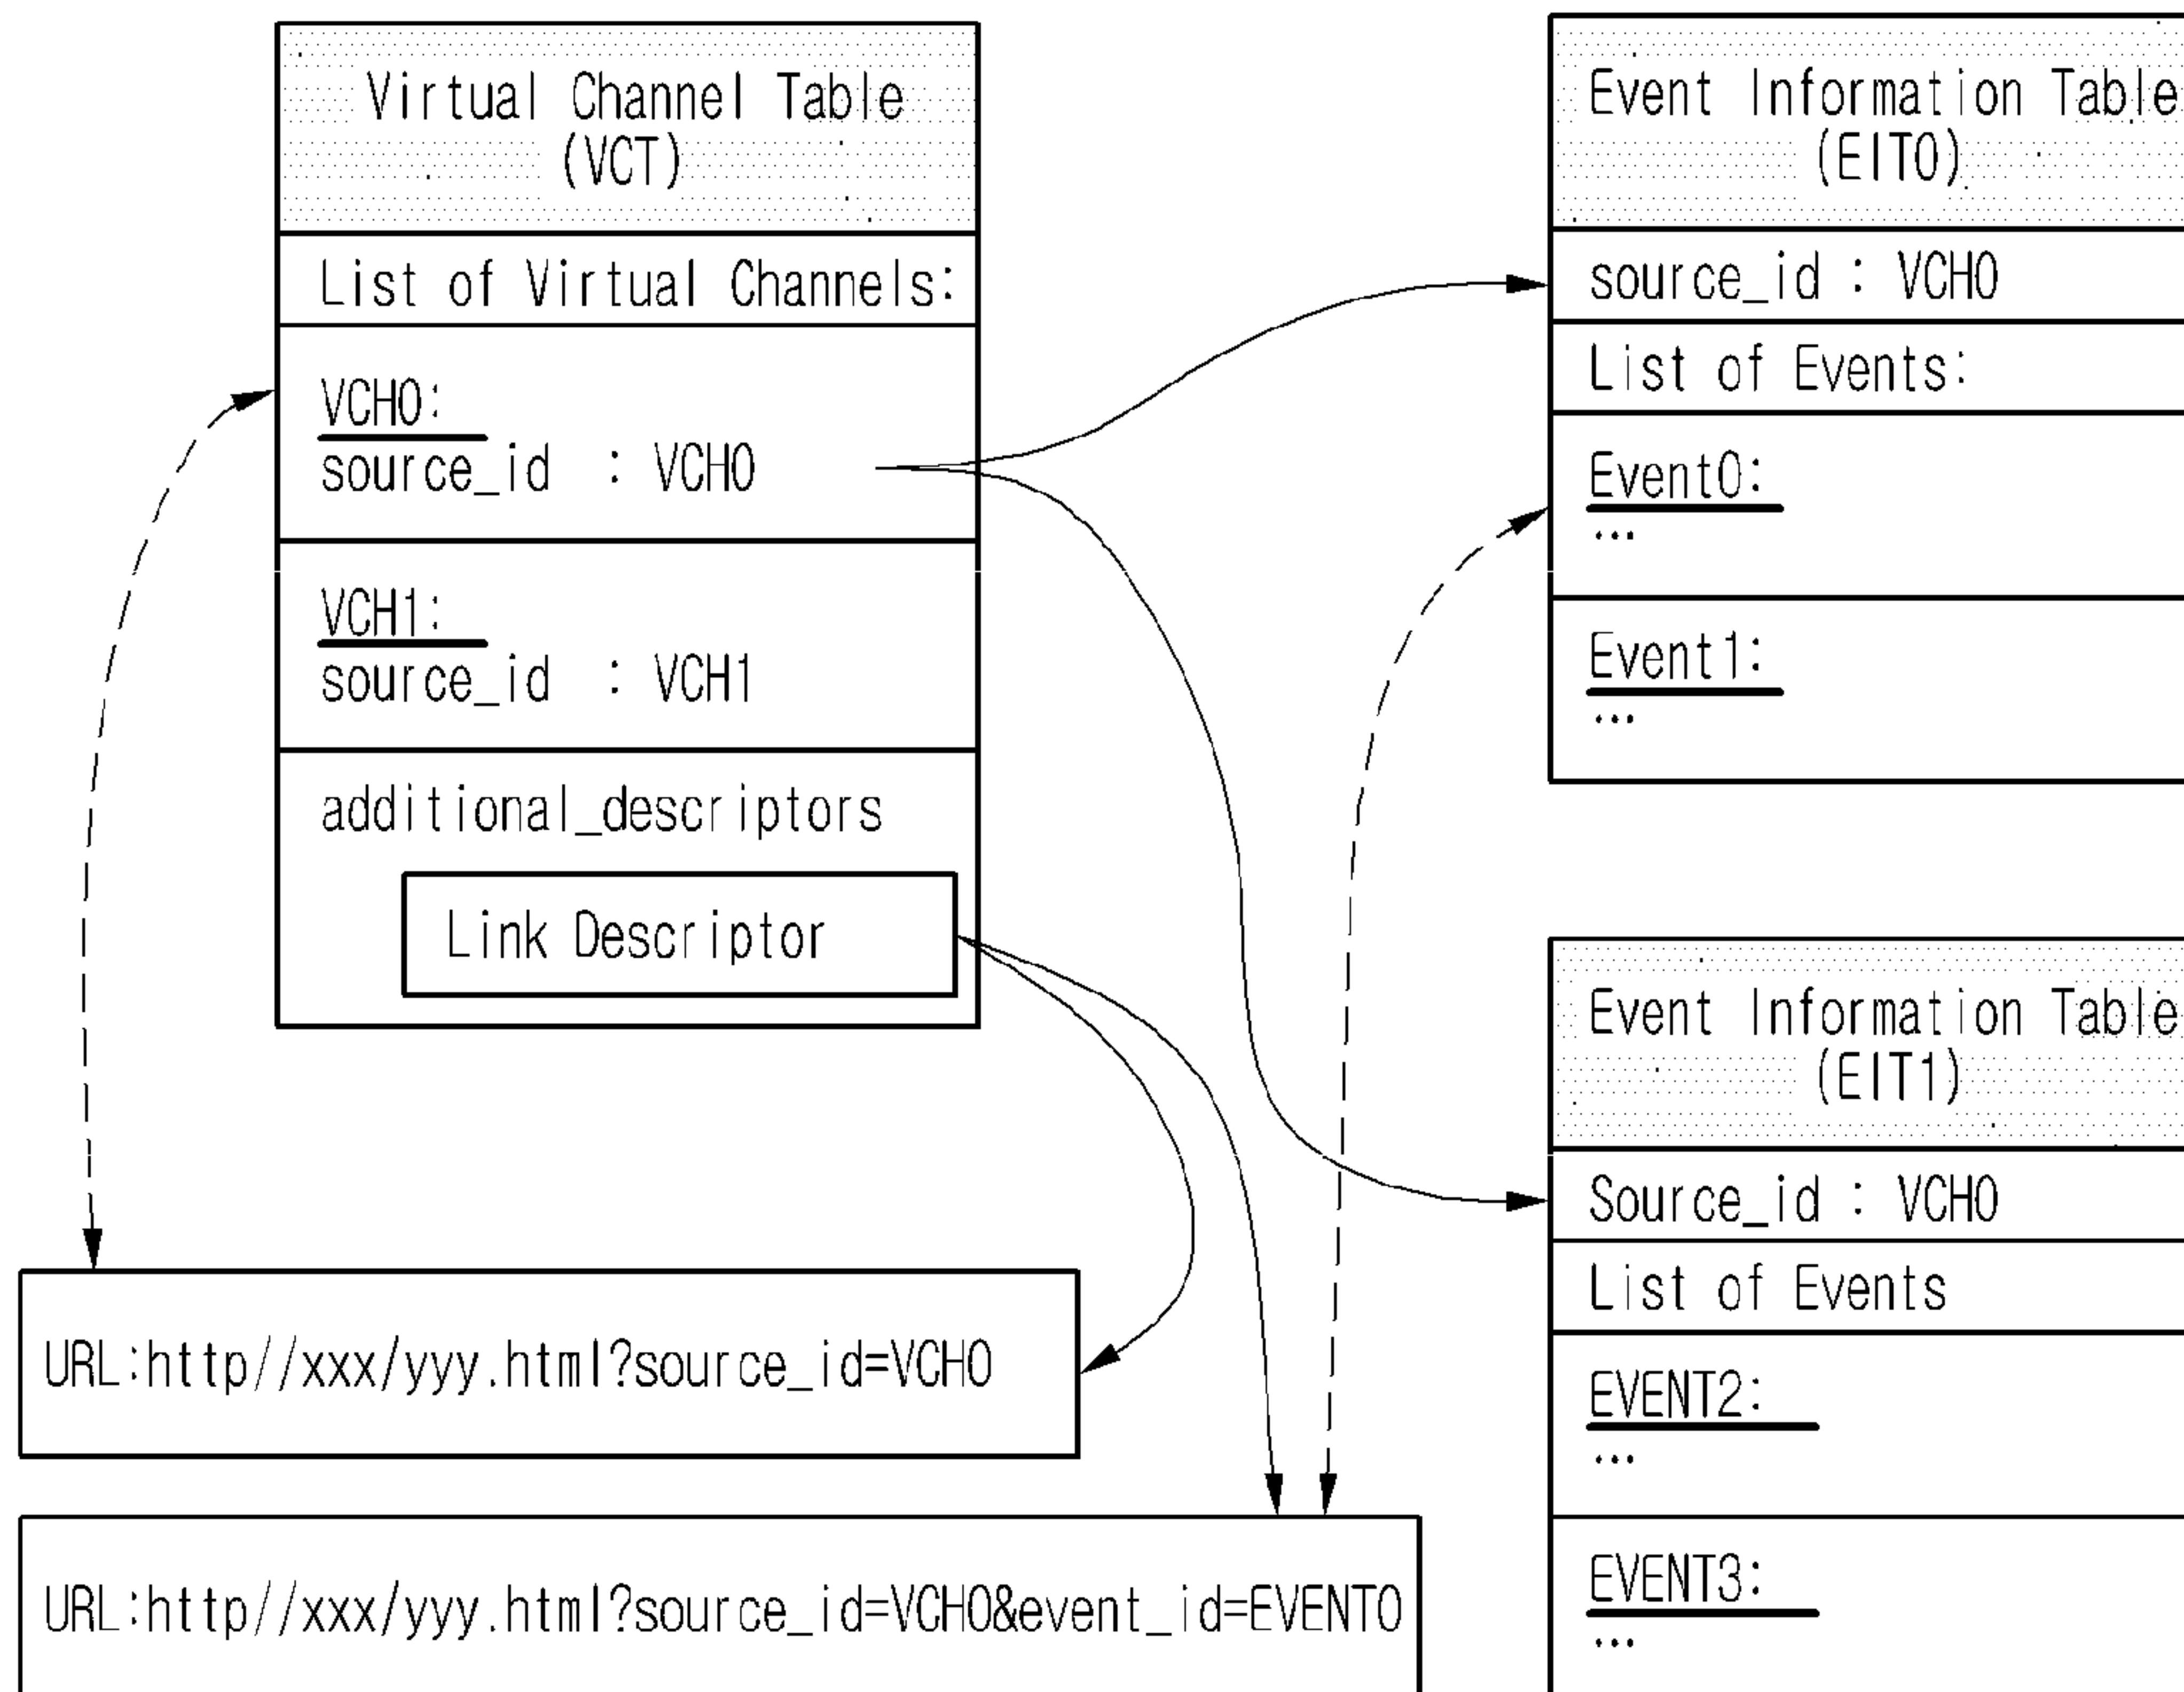 Virtual Channel Table
(VCT)
List of Virtual Channels:
VCH0:
source_id : VCH0
VCH1:
source_id : VCH1
additional_descriptors
Link Descriptor
URL:http//xxx/yyy.html?source_id=VCH0
URL:http//xxx/yyy.html?source_id=VCH0&event_id=EVENT0
Event Information Table
(EIT0)
source_id : VCH0
List of Events:
Event0:
...
Event1:
...
Event Information Table
(EIT1)
Source_id : VCH0
List of Events
EVENT2:
...
EVENT3:
...